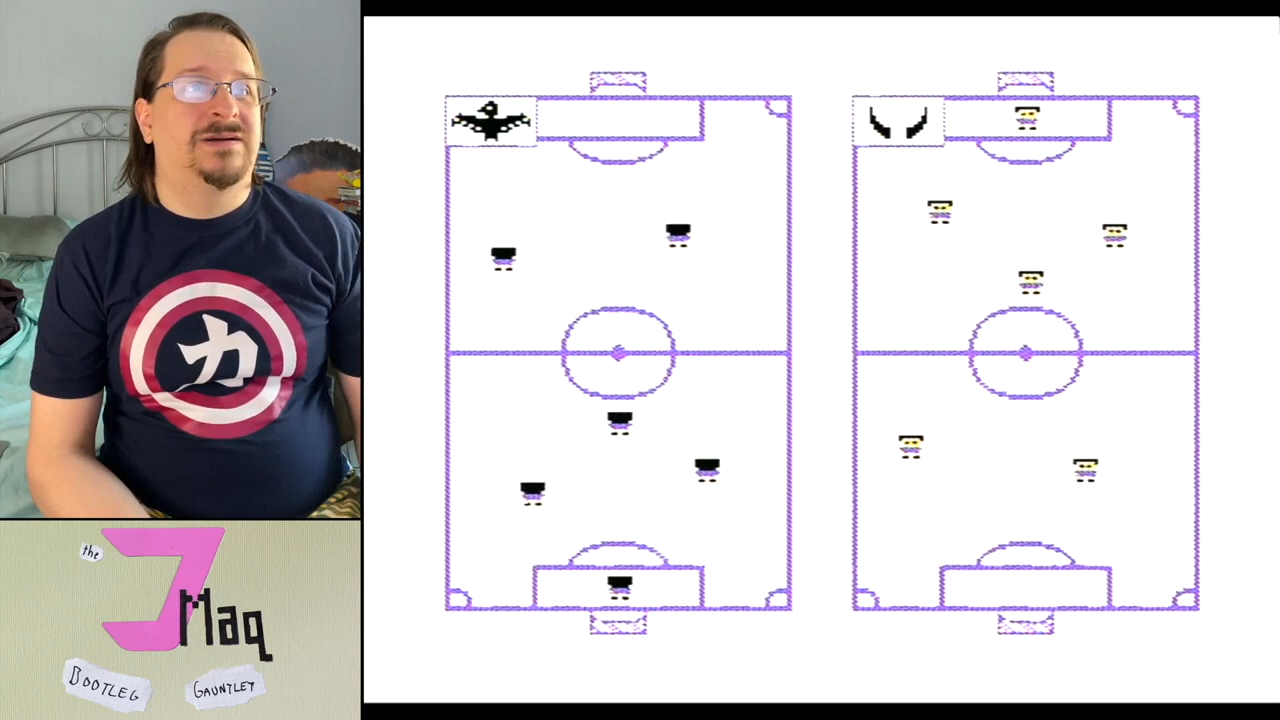 力
the
J
Maq
BOOTLEG
GAUNTLET